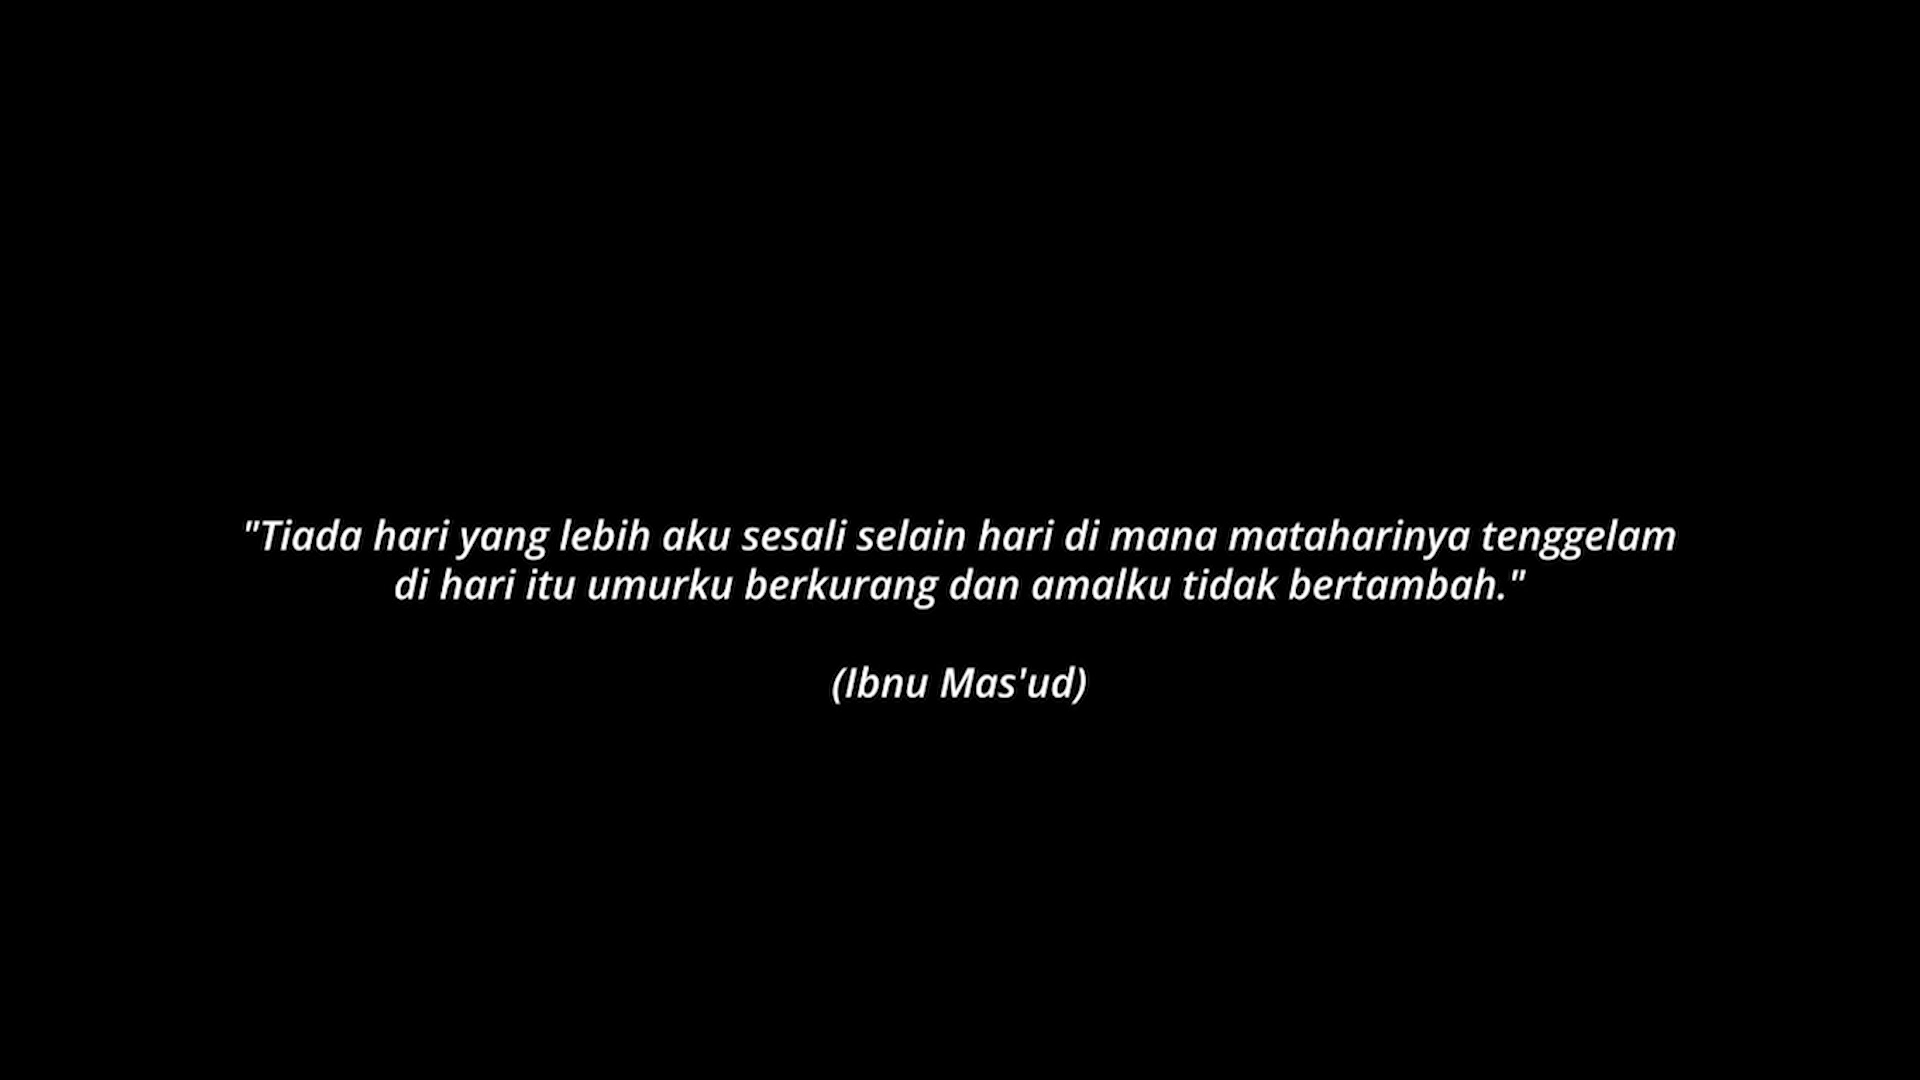 "Tiada hari yang lebih aku sesali selain hari di mana mataharinya tenggelam
di hari itu umurku berkurang dan amalku tidak bertambah."
(Ibnu Mas'ud)